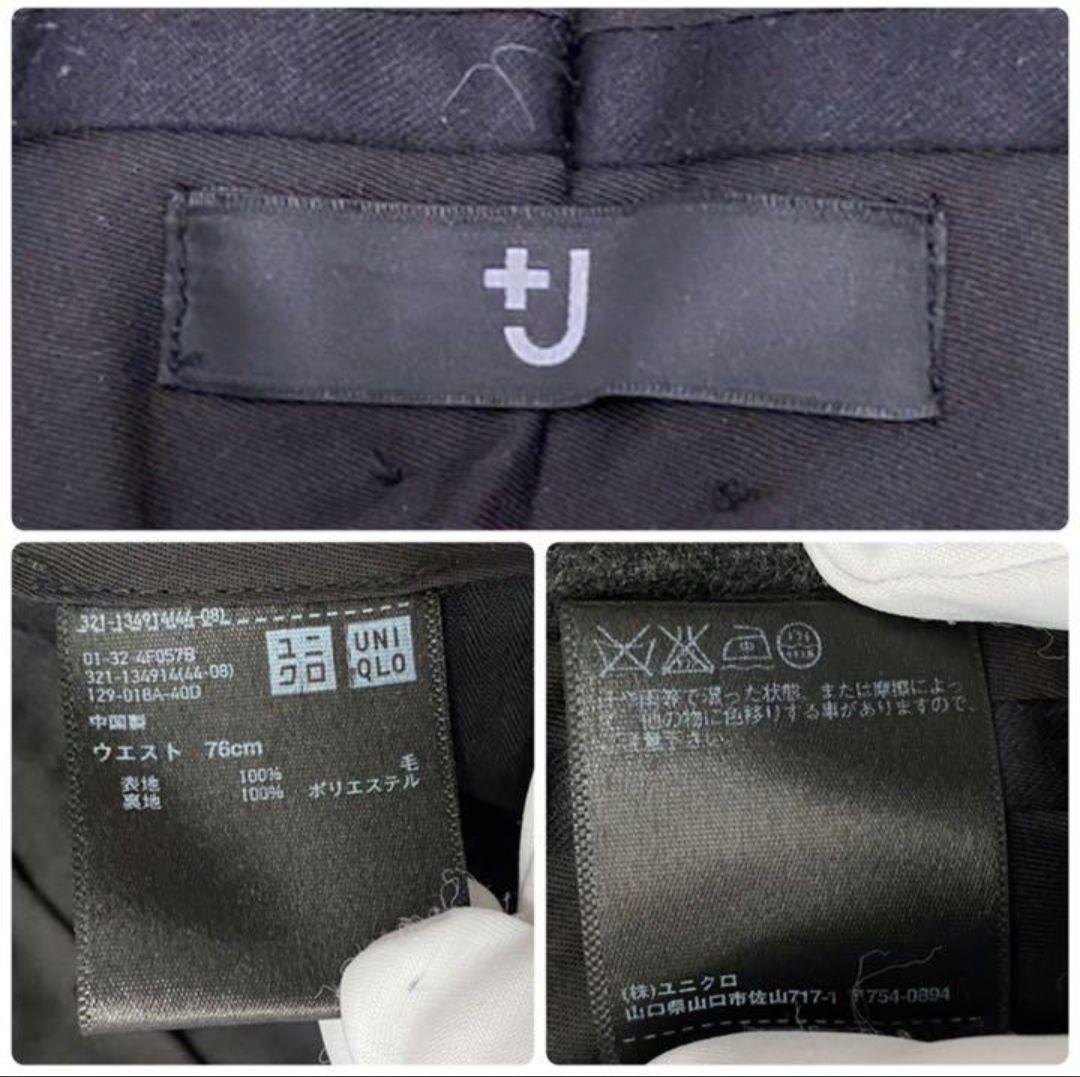 +J
321-134914(44-08)
01-32-4F057B
321-134914(44-08)
129-018A-40D
ユニクロ
UNI
QLO
中国製
ウエスト 76cm
表地 100% 毛
裏地 100% ポリエステル
中
汗や雨等で湿った状態、または摩擦によっ
他の物に色移りする事がありますので、
(株)ユニクロ
山口県山口市佐山717-1 〒754-0894